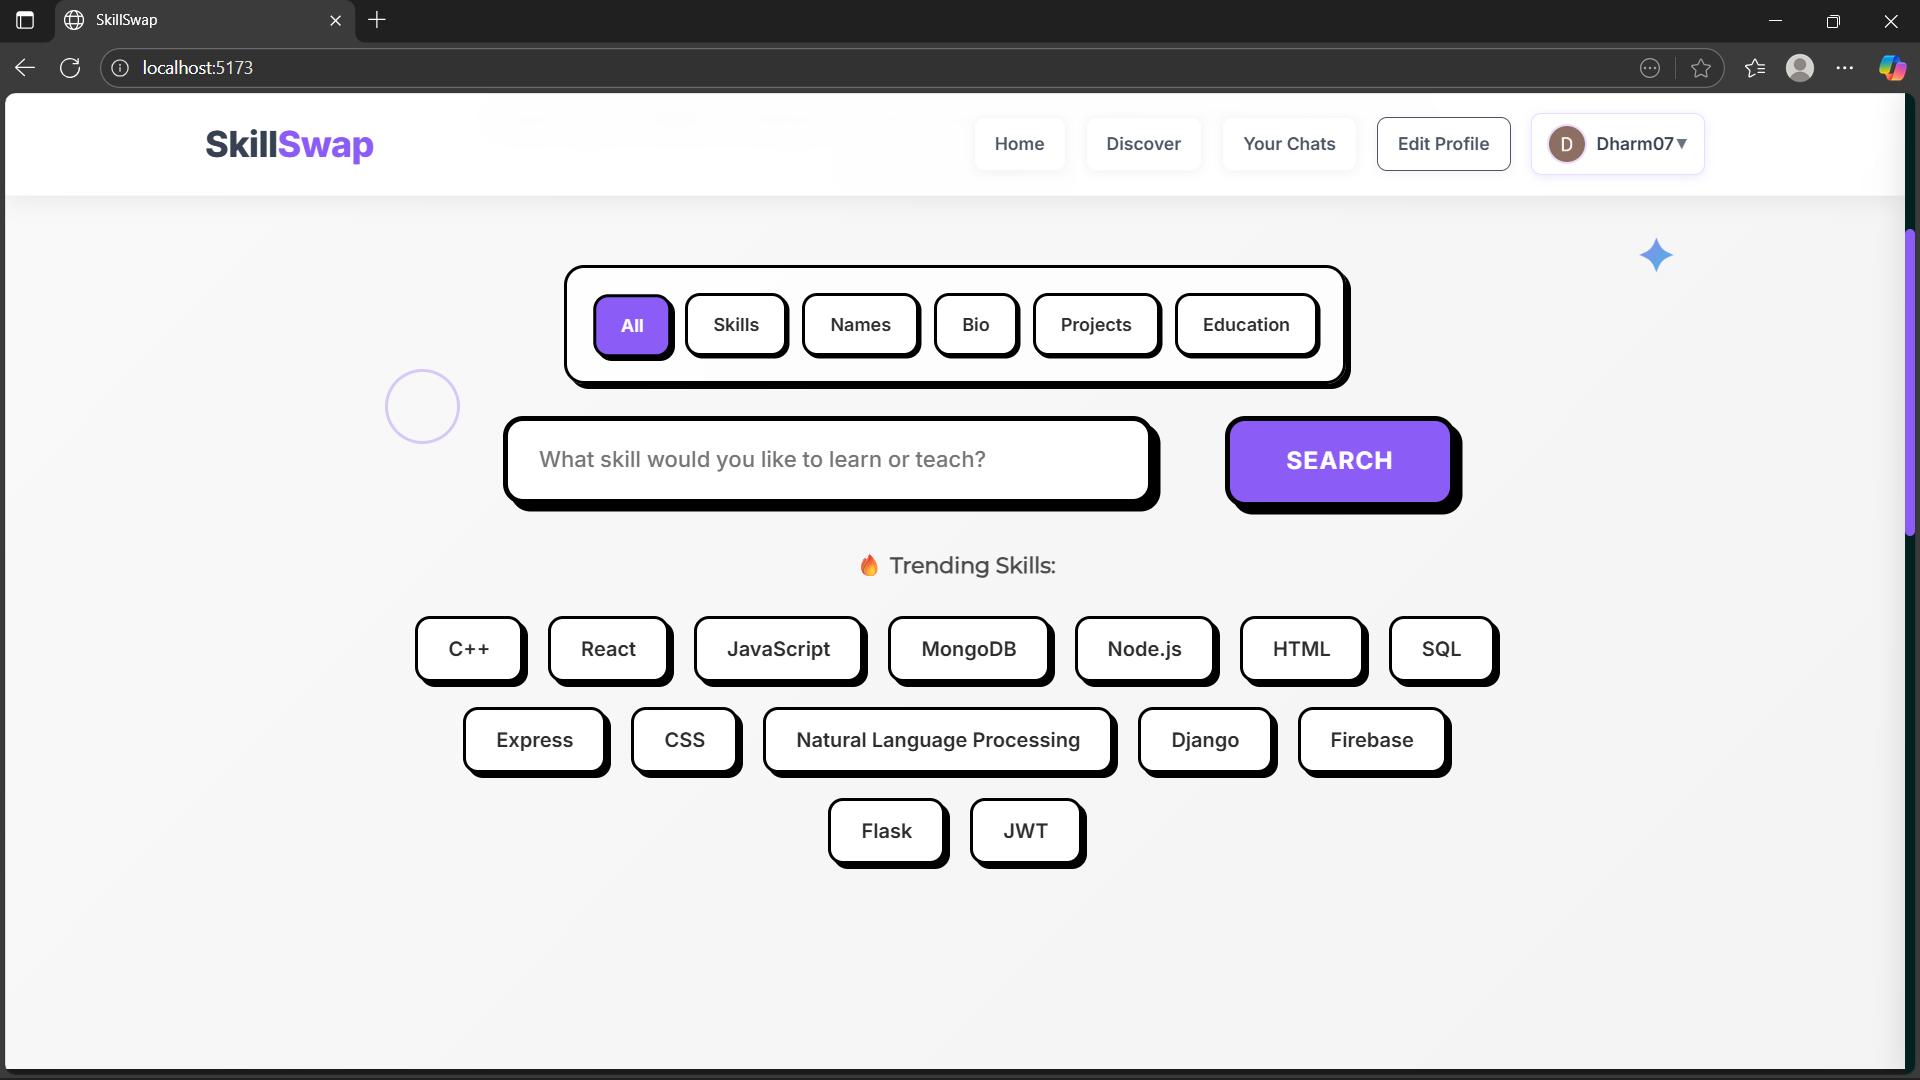 SkillSwap
localhost:5173
SkillSwap
Home Discover Your Chats Edit Profile D Dharm07▼
All Skills Names Bio Projects Education
What skill would you like to learn or teach? SEARCH
🔥 Trending Skills:
C++ React JavaScript MongoDB Node.js HTML SQL
Express CSS Natural Language Processing Django Firebase
Flask JWT